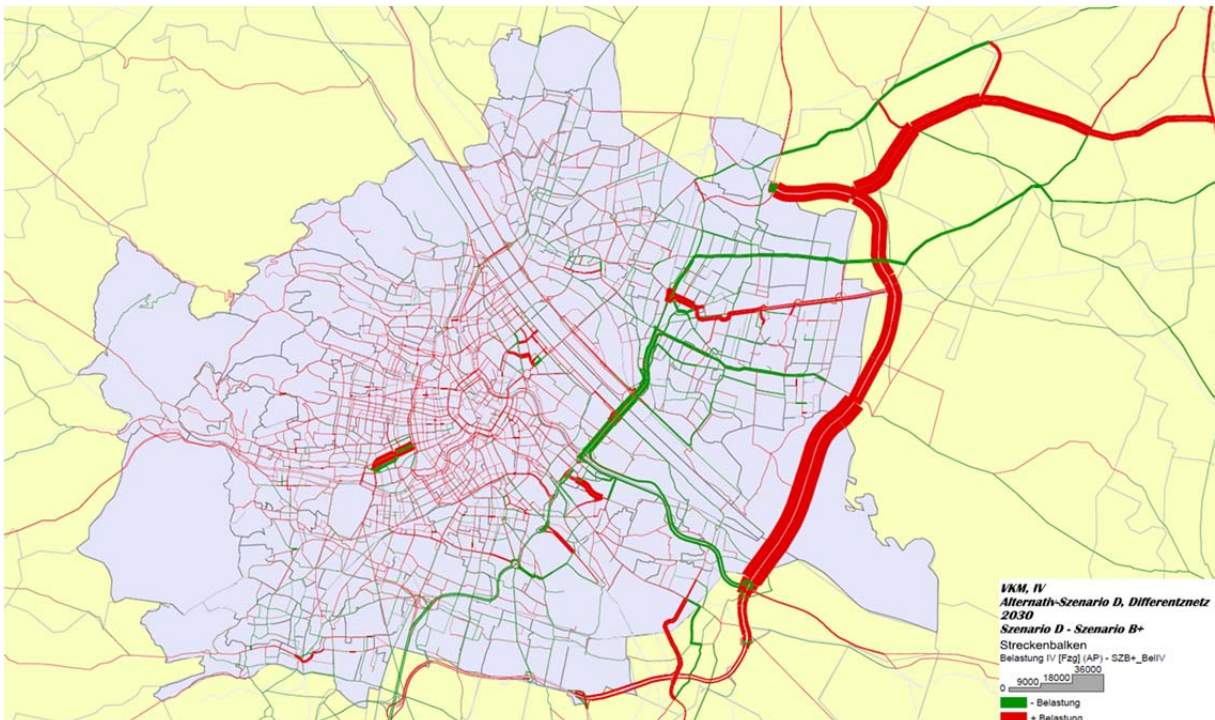 VKM, IV
Alternativ-Szenario D, Differentznetz
2030
Szenario D - Szenario B+
Streckenbalken
Belastung IV [Fzg] (AP) - SZB+_BelIV
0 9000 18000 36000
- Belastung
+ Belastung